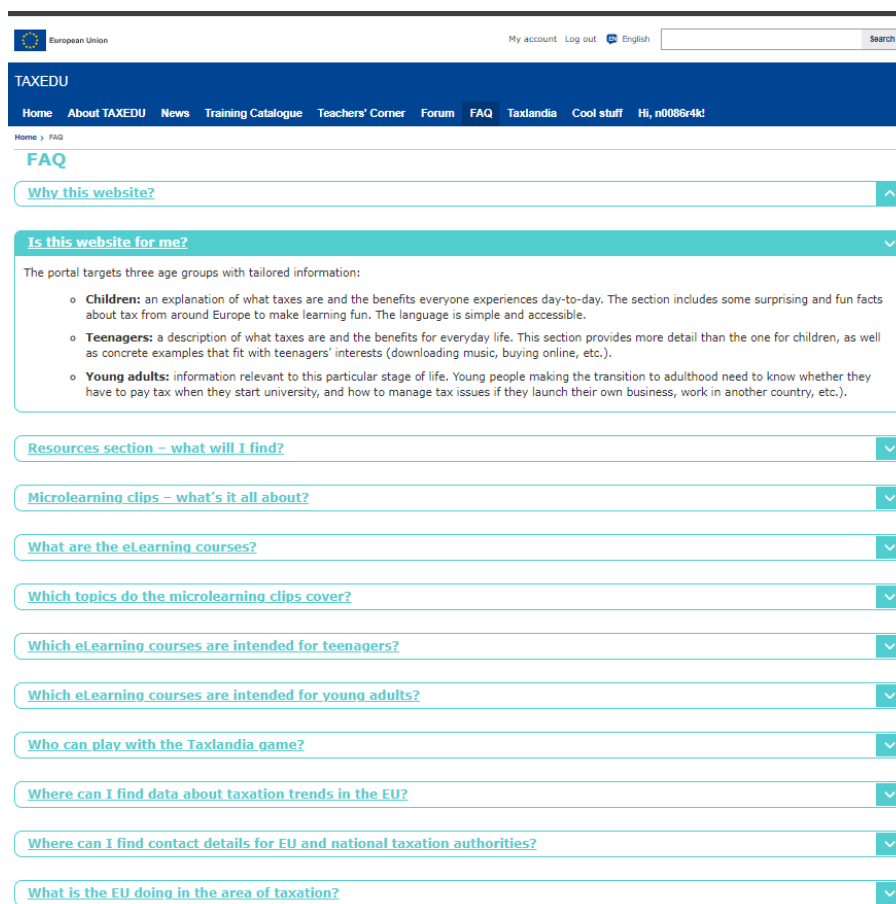 European Union
My account Log out EN English Search
TAXEDU
Home About TAXEDU News Training Catalogue Teachers' Corner Forum FAQ Taxlandia Cool stuff Hi, n0086r4k!
Home › FAQ
FAQ
Why this website?
Is this website for me?
The portal targets three age groups with tailored information:
Children: an explanation of what taxes are and the benefits everyone experiences day-to-day. The section includes some surprising and fun facts
about tax from around Europe to make learning fun. The language is simple and accessible.
Teenagers: a description of what taxes are and the benefits for everyday life. This section provides more detail than the one for children, as well
as concrete examples that fit with teenagers' interests (downloading music, buying online, etc.).
Young adults: information relevant to this particular stage of life. Young people making the transition to adulthood need to know whether they
have to pay tax when they start university, and how to manage tax issues if they launch their own business, work in another country, etc.).
Resources section – what will I find?
Microlearning clips – what's it all about?
What are the eLearning courses?
Which topics do the microlearning clips cover?
Which eLearning courses are intended for teenagers?
Which eLearning courses are intended for young adults?
Who can play with the Taxlandia game?
Where can I find data about taxation trends in the EU?
Where can I find contact details for EU and national taxation authorities?
What is the EU doing in the area of taxation?